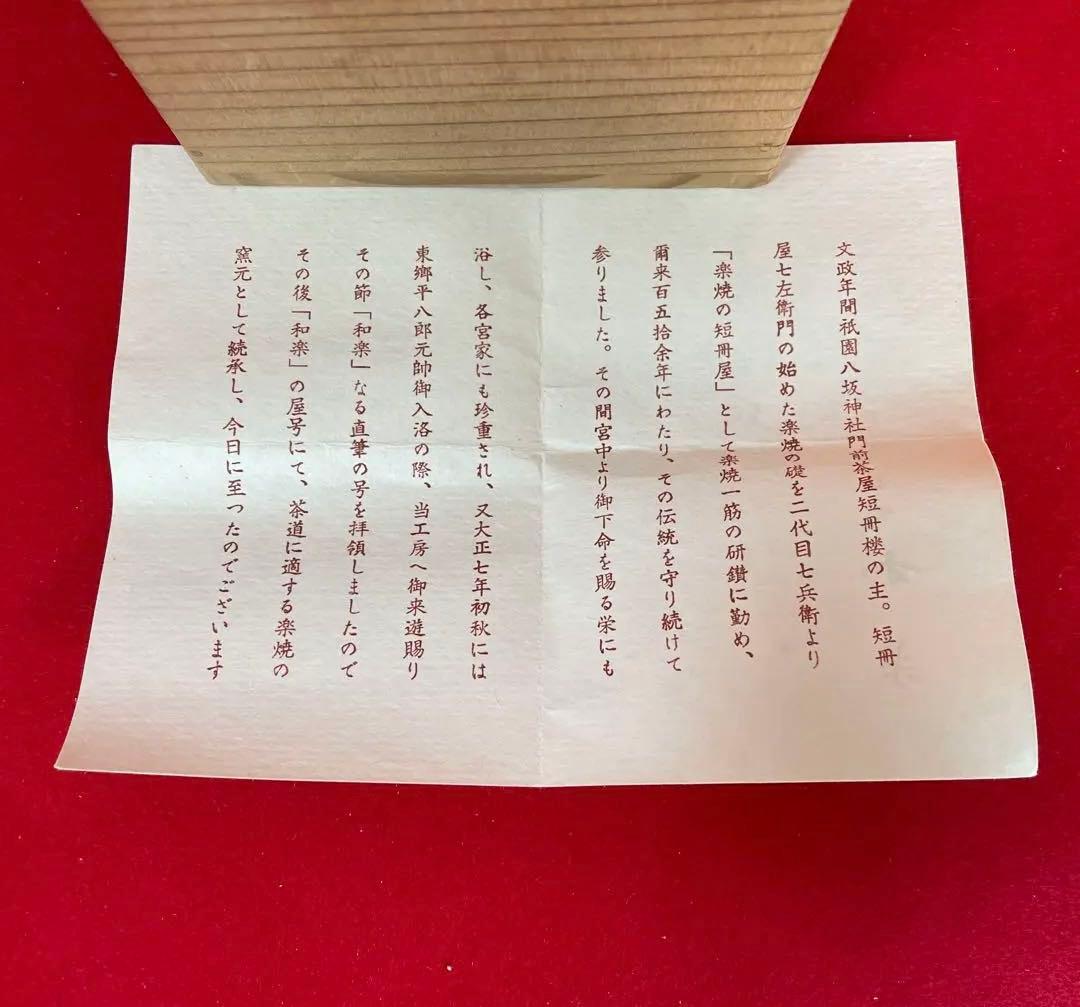 文政年間祇園八坂神社門前茶屋短冊楼の主。短冊
屋七左衛門の始めた楽焼の礎を二代目七兵衛より
「楽焼の短冊屋」として楽焼一筋の研鑽に勤め、
爾来百五拾余年にわたり、その伝統を守り続けて
参りました。その間宮中より御下命を賜る栄にも
浴し、各宮家にも珍重され、又大正七年初秋には
東郷平八郎元帥御入洛の際、当工房へ御来遊賜り
その節「和楽」なる直筆の号を拝領しましたので
その後「和楽」の屋号にて、茶道に適する楽焼の
窯元として続承し、今日に至つたのでございます